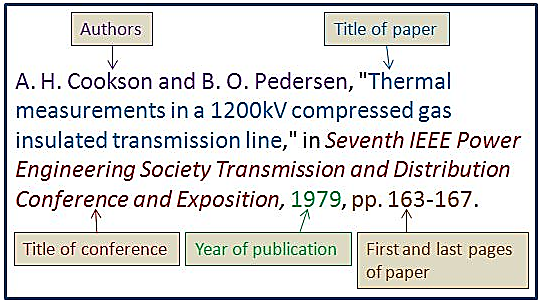 Authors
Title of paper
A. H. Cookson and B. O. Pedersen, "Thermal
measurements in a 1200kV compressed gas
insulated transmission line," in Seventh IEEE Power
Engineering Society Transmission and Distribution
Conference and Exposition, 1979, pp. 163-167.
Title of conference
Year of publication
First and last pages
of paper